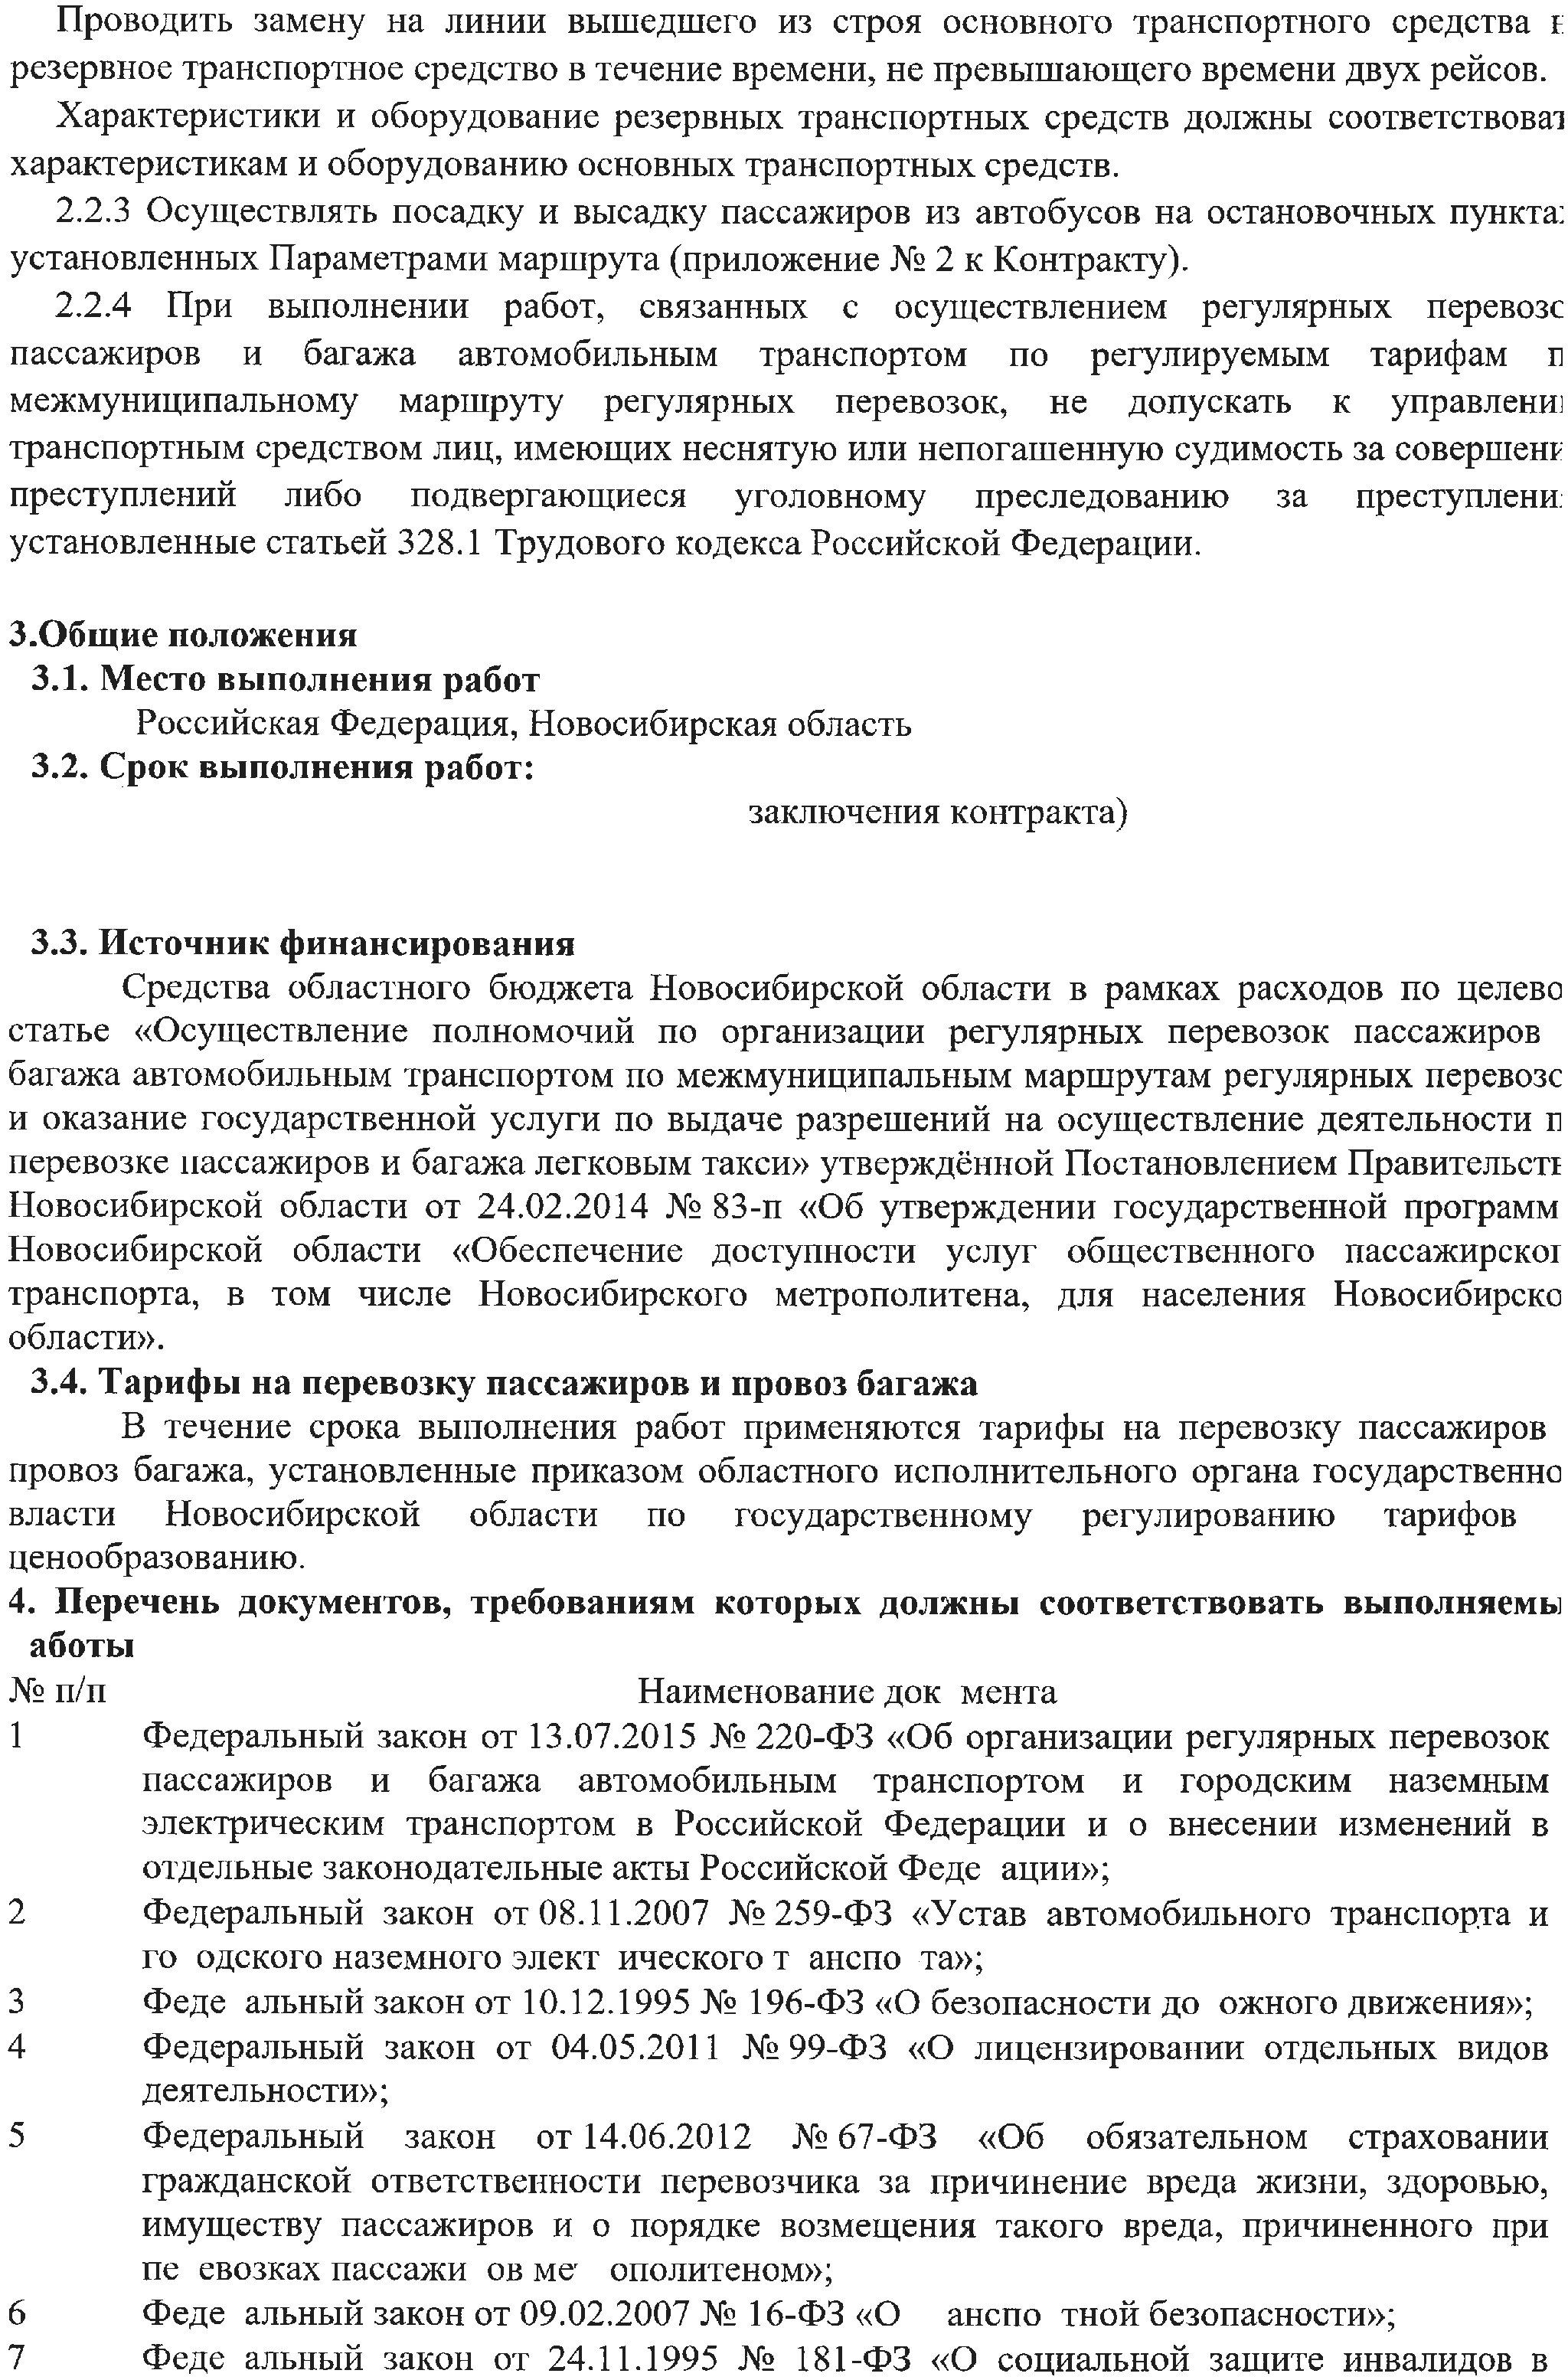 Проводить замену на линии вышедшего из строя основного транспортного средства
резервное транспортное средство в течение времени, не превышающего времени двух рейсов.
Характеристики и оборудование резервных транспортных средств должны соответствоват
характеристикам и оборудованию основных транспортных средств.
2.2.3 Осуществлять посадку и высадку пассажиров из автобусов на остановочных пункта
установленных Параметрами маршрута (приложение № 2 к Контракту).
2.2.4 При выполнении работ, связанных с осуществлением регулярных перевозо
пассажиров и багажа автомобильным транспортом по регулируемым тарифам п
межмуниципальному маршруту регулярных перевозок, не допускать к управлени
транспортным средством лиц, имеющих неснятую или непогашенную судимость за совершен
преступлений либо подвергающиеся уголовному преследованию за преступлени
установленные статьей 328.1 Трудового кодекса Российской Федерации.
3.Общие положения
3.1. Место выполнения работ
Российская Федерация, Новосибирская область
3.2. Срок выполнения работ:
заключения контракта)
3.3. Источник финансирования
Средства областного бюджета Новосибирской области в рамках расходов по целево
статье «Осуществление полномочий по организации регулярных перевозок пассажиров
багажа автомобильным транспортом по межмуниципальным маршрутам регулярных перевозо
и оказание государственной услуги по выдаче разрешений на осуществление деятельности п
перевозке пассажиров и багажа легковым такси» утверждённой Постановлением Правительст
Новосибирской области от 24.02.2014 № 83-п «Об утверждении государственной программ
Новосибирской области «Обеспечение доступности услуг общественного пассажирског
транспорта, в том числе Новосибирского метрополитена, для населения Новосибирско
области».
3.4. Тарифы на перевозку пассажиров и провоз багажа
В течение срока выполнения работ применяются тарифы на перевозку пассажиров
провоз багажа, установленные приказом областного исполнительного органа государственно
власти Новосибирской области по государственному регулированию тарифов
ценообразованию.
4. Перечень документов, требованиям которых должны соответствовать выполняемы
аботы
№ п/п Наименование док мента
1 Федеральный закон от 13.07.2015 № 220-ФЗ «Об организации регулярных перевозок
пассажиров и багажа автомобильным транспортом и городским наземным
электрическим транспортом в Российской Федерации и о внесении изменений в
отдельные законодательные акты Российской Феде ации»;
2 Федеральный закон от 08.11.2007 № 259-ФЗ «Устав автомобильного транспорта и
го одского наземного элект ического т анспо та»;
3 Феде альный закон от 10.12.1995 № 196-ФЗ «О безопасности до ожного движения»;
4 Федеральный закон от 04.05.2011 № 99-ФЗ «О лицензировании отдельных видов
деятельности»;
5 Федеральный закон от 14.06.2012 № 67-ФЗ «Об обязательном страховании
гражданской ответственности перевозчика за причинение вреда жизни, здоровью,
имуществу пассажиров и о порядке возмещения такого вреда, причиненного при
пе евозках пассажи ов ме ополитеном»;
6 Феде альный закон от 09.02.2007 № 16-ФЗ «О анспо тной безопасности»;
7 Феде альный закон от 24.11.1995 № 181-ФЗ «О социальной защите инвалидов в